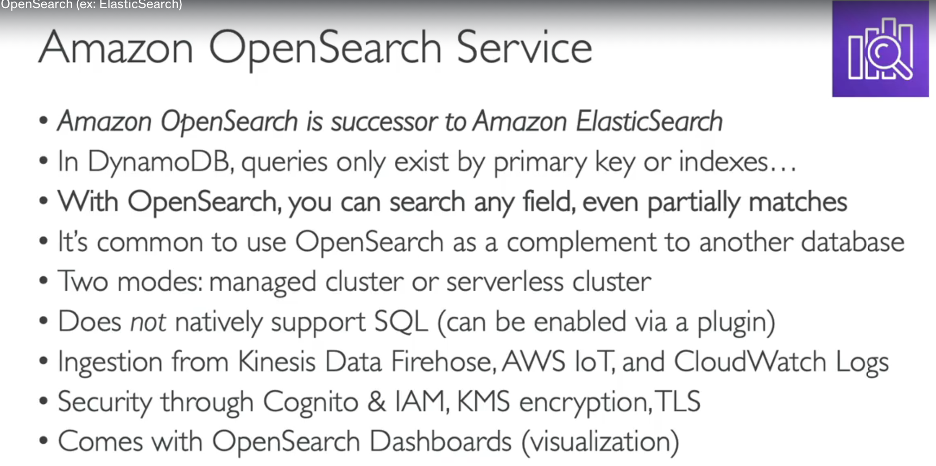 OpenSearch (ex: ElasticSearch)
Amazon OpenSearch Service
• Amazon OpenSearch is successor to Amazon ElasticSearch
• In DynamoDB, queries only exist by primary key or indexes…
• With OpenSearch, you can search any field, even partially matches
• It's common to use OpenSearch as a complement to another database
• Two modes: managed cluster or serverless cluster
• Does not natively support SQL (can be enabled via a plugin)
• Ingestion from Kinesis Data Firehose, AWS IoT, and CloudWatch Logs
• Security through Cognito & IAM, KMS encryption, TLS
• Comes with OpenSearch Dashboards (visualization)